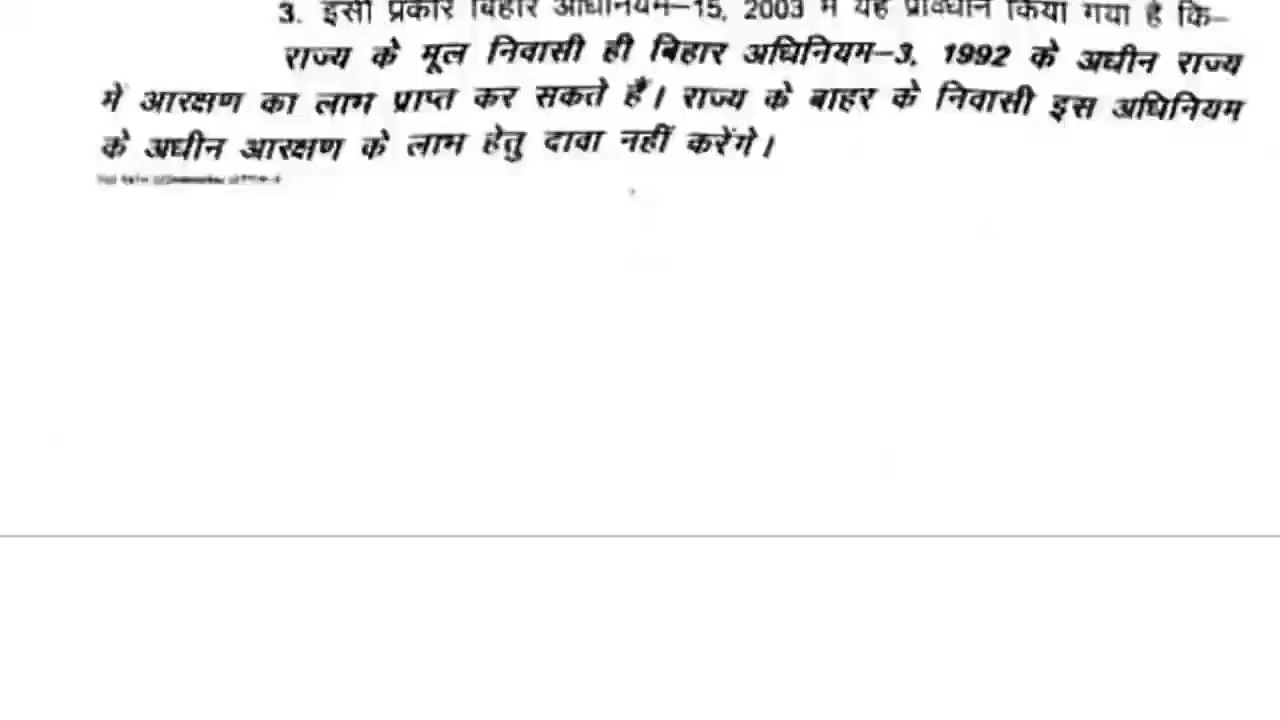 3. इसी प्रकार बिहार अधिनियम–15, 2003 में यह प्रावधान किया गया है कि–
राज्य के मूल निवासी ही बिहार अधिनियम–3, 1992 के अधीन राज्य
में आरक्षण का लाभ प्राप्त कर सकते हैं। राज्य के बाहर के निवासी इस अधिनियम
के अधीन आरक्षण के लाभ हेतु दावा नहीं करेंगे।